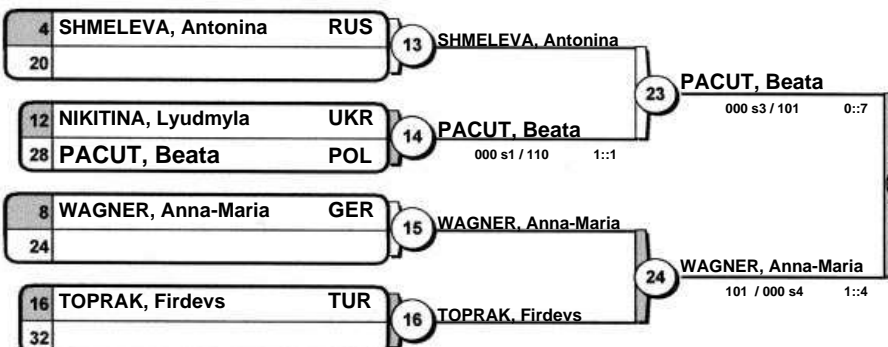 4 SHMELEVA, Antonina RUS
20
13 SHMELEVA, Antonina
12 NIKITINA, Lyudmyla UKR
28 PACUT, Beata POL
14 PACUT, Beata
000 s1 / 110 1::1
23 PACUT, Beata
000 s3 / 101 0::7
8 WAGNER, Anna-Maria GER
24
15 WAGNER, Anna-Maria
16 TOPRAK, Firdevs TUR
32
16 TOPRAK, Firdevs
24 WAGNER, Anna-Maria
101 / 000 s4 1::4